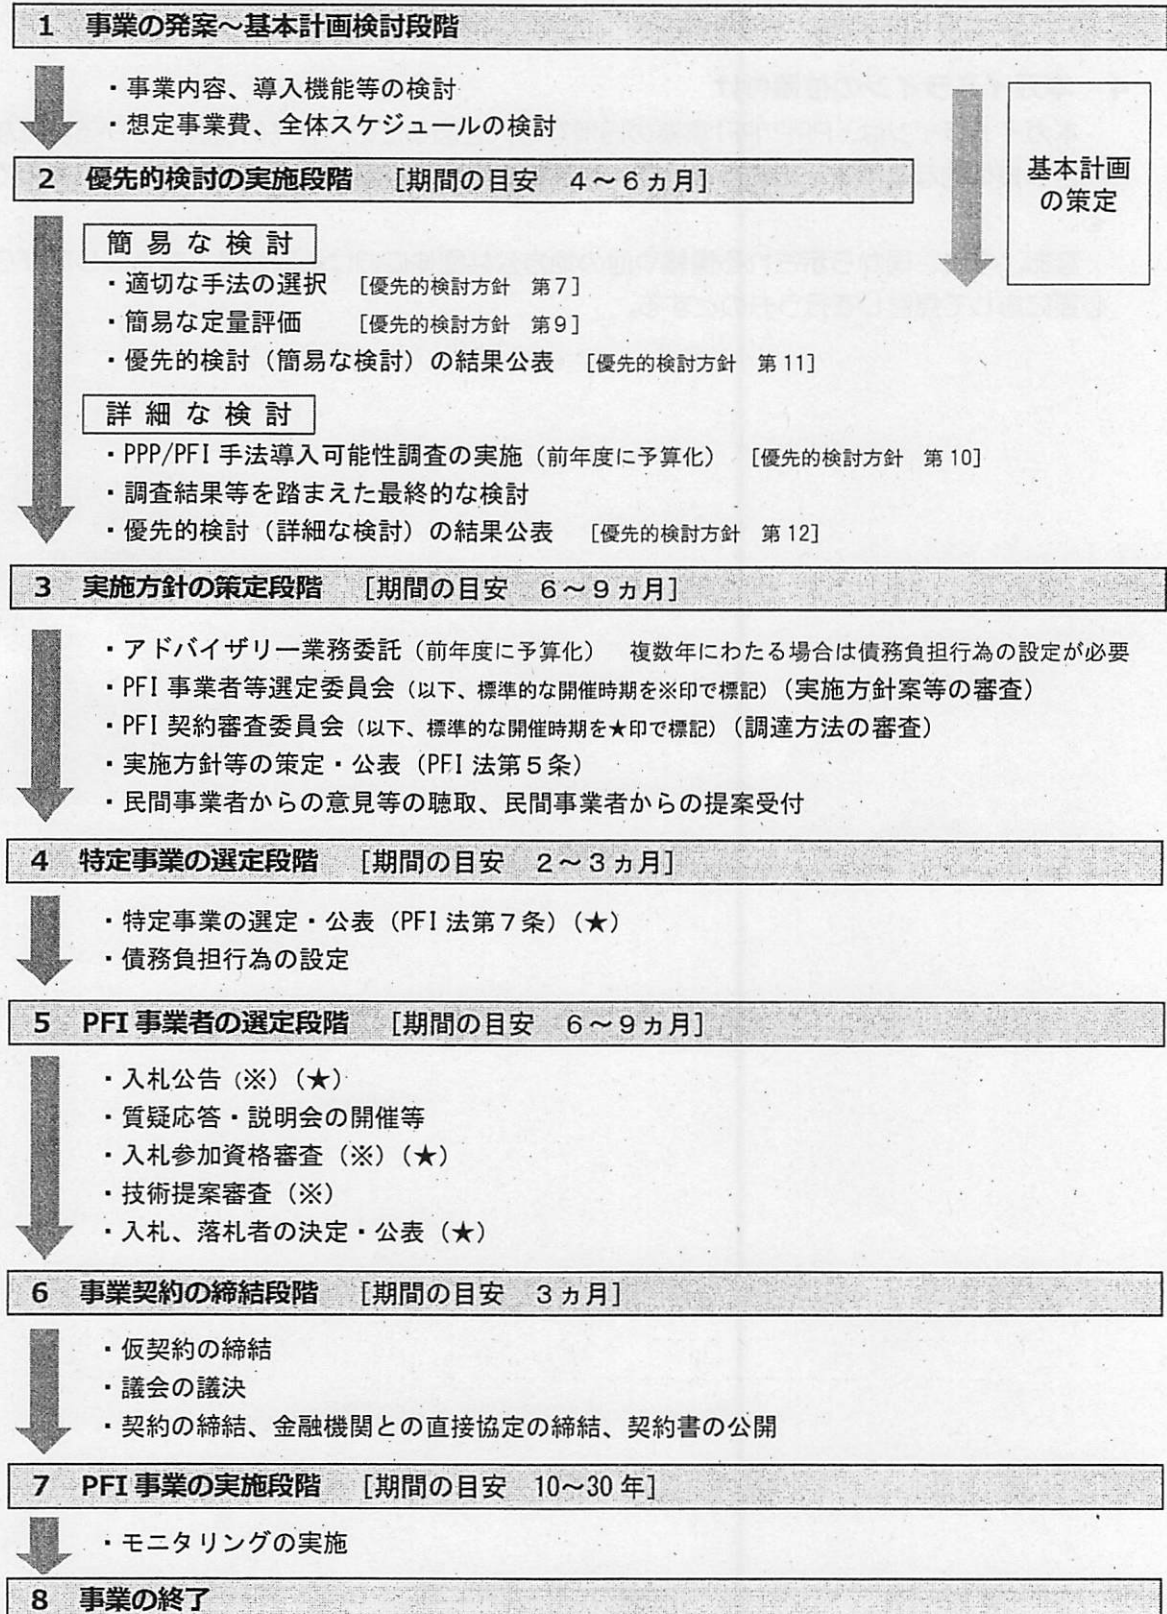 1 事業の発案～基本計画検討段階
・事業内容、導入機能等の検討
・想定事業費、全体スケジュールの検討
基本計画
の策定
2 優先的検討の実施段階 [期間の目安 4～6ヵ月]
簡易な検討
・適切な手法の選択 [優先的検討方針 第7]
・簡易な定量評価 [優先的検討方針 第9]
・優先的検討（簡易な検討）の結果公表 [優先的検討方針 第11]
詳細な検討
・PPP/PFI手法導入可能性調査の実施（前年度に予算化） [優先的検討方針 第10]
・調査結果等を踏まえた最終的な検討
・優先的検討（詳細な検討）の結果公表 [優先的検討方針 第12]
3 実施方針の策定段階 [期間の目安 6～9ヵ月]
・アドバイザリー業務委託（前年度に予算化） 複数年にわたる場合は債務負担行為の設定が必要
・PFI事業者等選定委員会（以下、標準的な開催時期を※印で標記）（実施方針案等の審査）
・PFI契約審査委員会（以下、標準的な開催時期を★印で標記）（調達方法の審査）
・実施方針等の策定・公表（PFI法第5条）
・民間事業者からの意見等の聴取、民間事業者からの提案受付
4 特定事業の選定段階 [期間の目安 2～3ヵ月]
・特定事業の選定・公表（PFI法第7条）（★）
・債務負担行為の設定
5 PFI事業者の選定段階 [期間の目安 6～9ヵ月]
・入札公告（※）（★）
・質疑応答・説明会の開催等
・入札参加資格審査（※）（★）
・技術提案審査（※）
・入札、落札者の決定・公表（★）
6 事業契約の締結段階 [期間の目安 3ヵ月]
・仮契約の締結
・議会の議決
・契約の締結、金融機関との直接協定の締結、契約書の公開
7 PFI事業の実施段階 [期間の目安 10～30年]
・モニタリングの実施
8 事業の終了